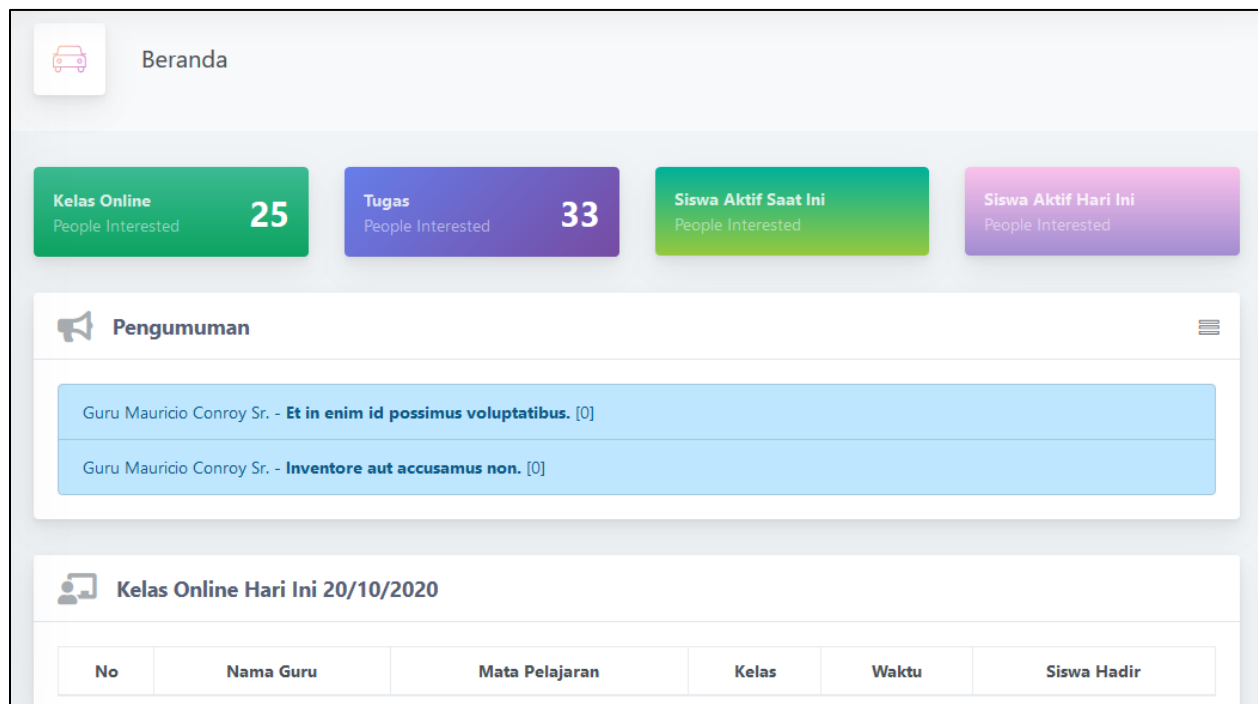 Beranda
Kelas Online
People Interested
25
Tugas
People Interested
33
Siswa Aktif Saat Ini
People Interested
Siswa Aktif Hari Ini
People Interested
Pengumuman
Guru Mauricio Conroy Sr. - Et in enim id possimus voluptatibus. [0]
Guru Mauricio Conroy Sr. - Inventore aut accusamus non. [0]
Kelas Online Hari Ini 20/10/2020
No Nama Guru Mata Pelajaran Kelas Waktu Siswa Hadir